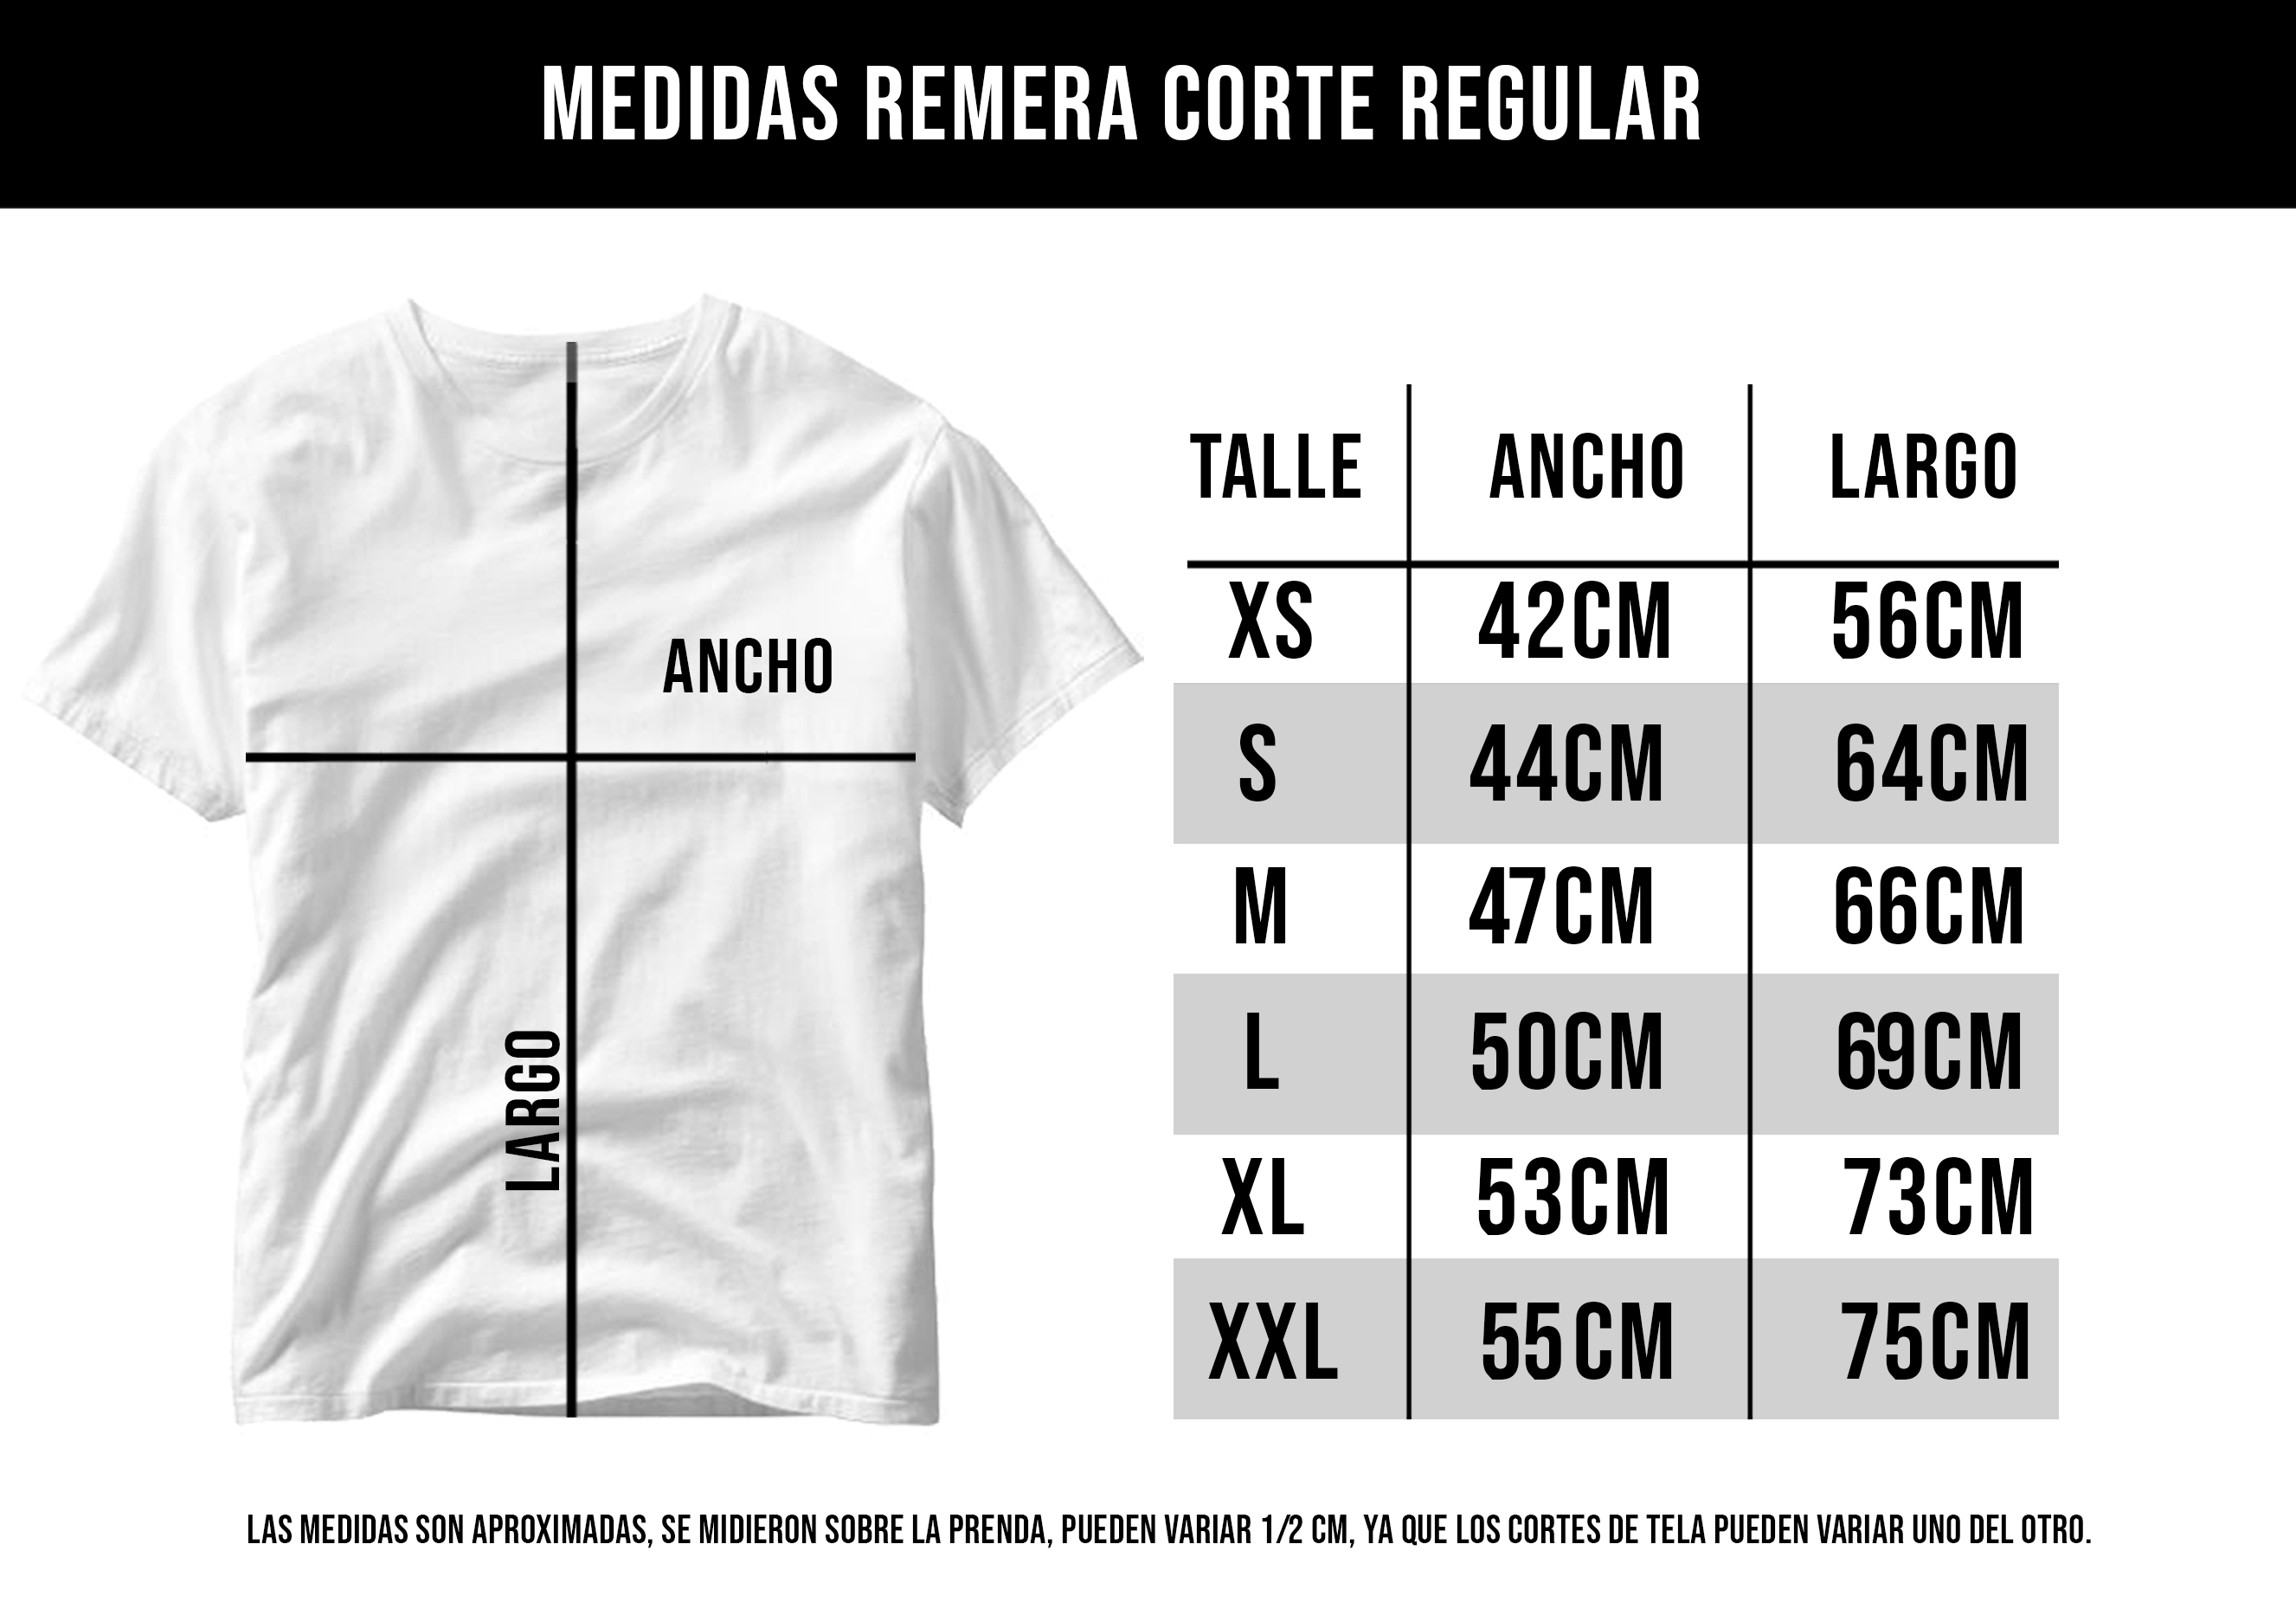 MEDIDAS REMERA CORTE REGULAR
ANCHO
LARGO
TALLE ANCHO LARGO
XS 42CM 56CM
S 44CM 64CM
M 47CM 66CM
L 50CM 69CM
XL 53CM 73CM
XXL 55CM 75CM
LAS MEDIDAS SON APROXIMADAS, SE MIDIERON SOBRE LA PRENDA, PUEDEN VARIAR 1/2 CM, YA QUE LOS CORTES DE TELA PUEDEN VARIAR UNO DEL OTRO.